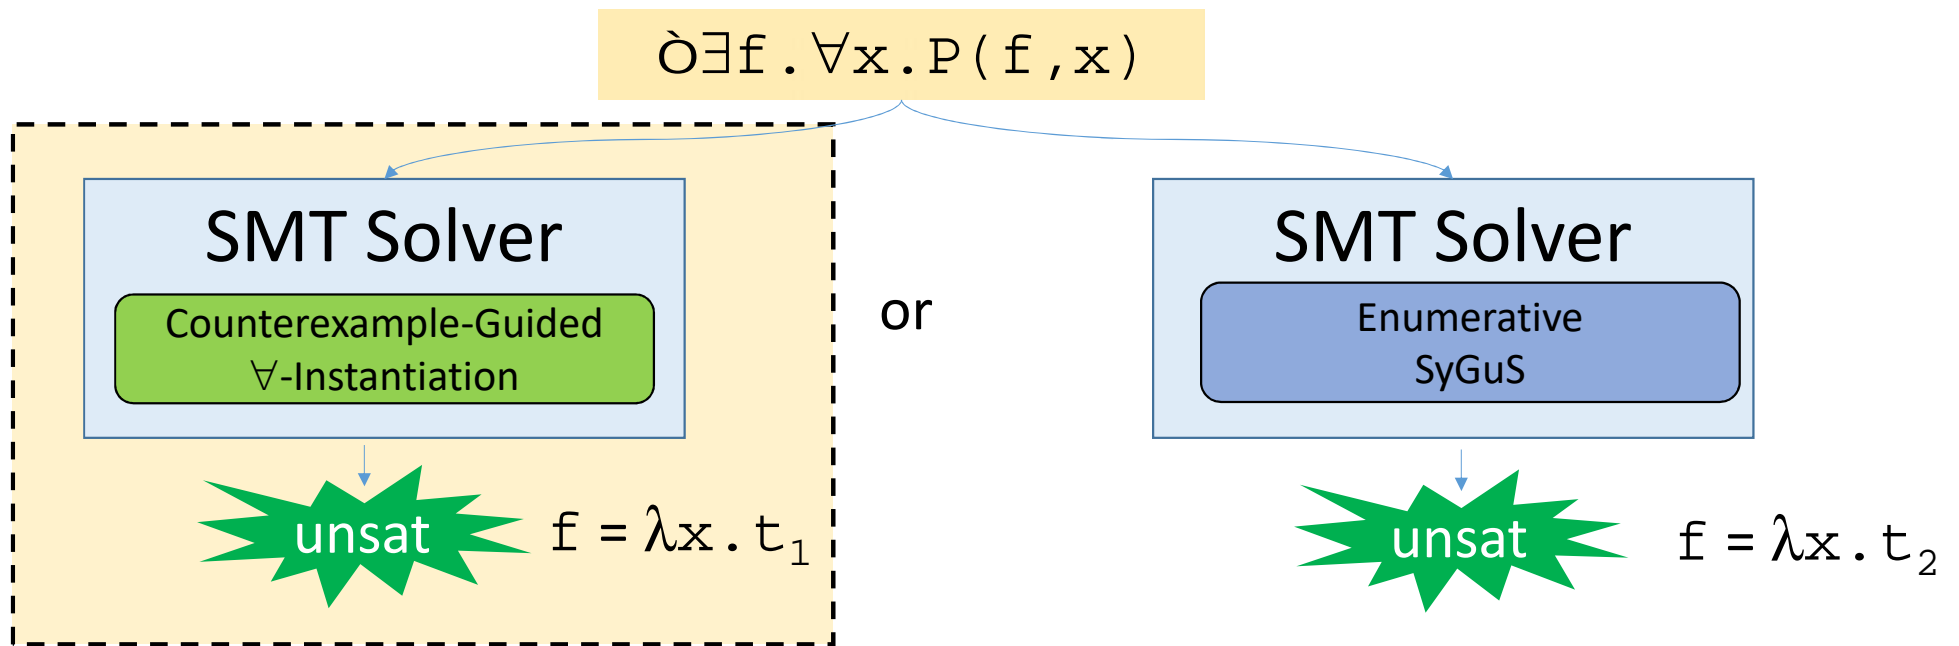 Ò∃f.∀x.P(f,x)
SMT Solver
Counterexample-Guided
∀-Instantiation
unsat
f = λx.t₁
or
SMT Solver
Enumerative
SyGuS
unsat
f = λx.t₂